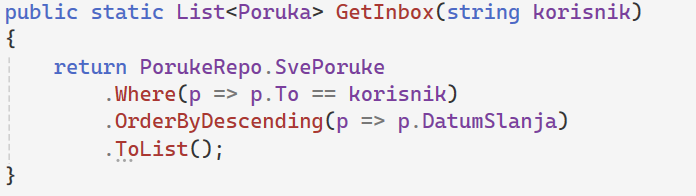 public static List<Poruka> GetInbox(string korisnik)
{
    return PorukeRepo.SvePoruke
        .Where(p => p.To == korisnik)
        .OrderByDescending(p => p.DatumSlanja)
        .ToList();
}